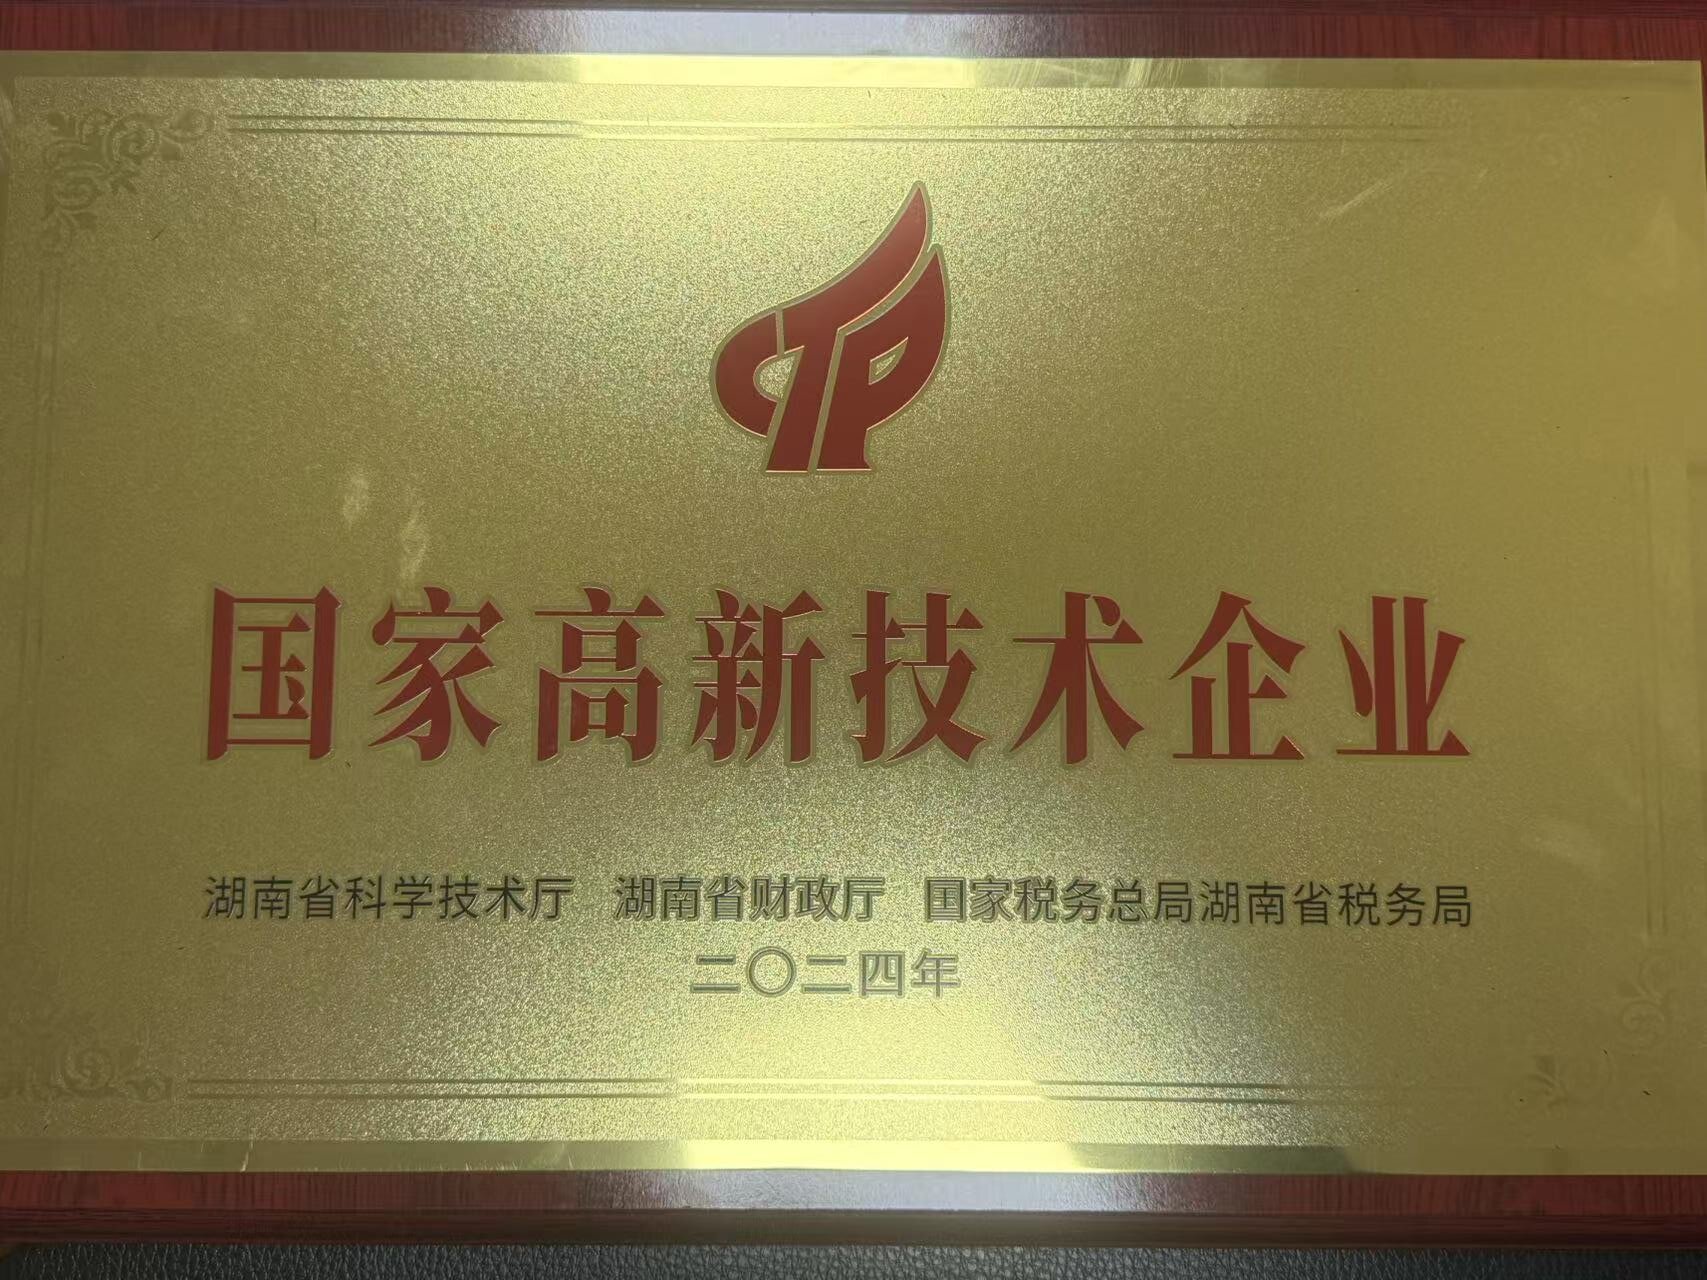 CTP
国家高新技术企业
湖南省科学技术厅 湖南省财政厅 国家税务总局湖南省税务局
二〇二四年